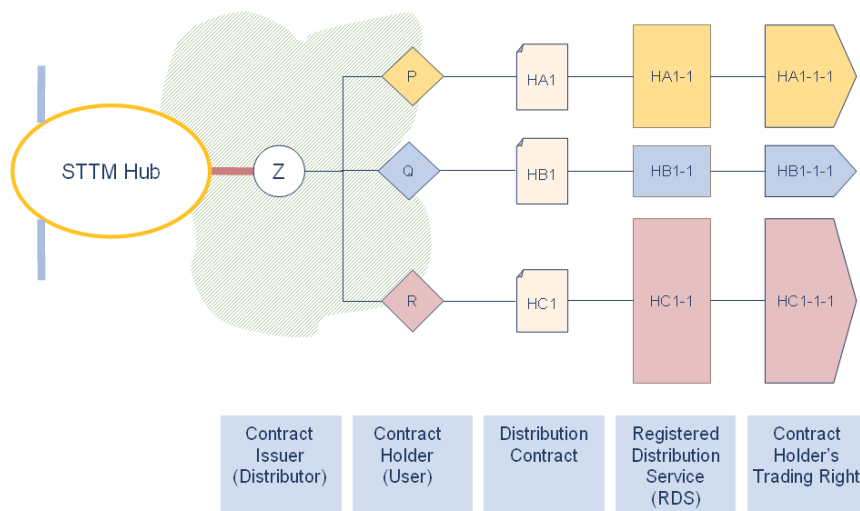 P
HA1
HA1-1
HA1-1-1
STTM Hub
Z
Q
HB1
HB1-1
HB1-1-1
R
HC1
HC1-1
HC1-1-1
Contract
Issuer
(Distributor)
Contract
Holder
(User)
Distribution
Contract
Registered
Distribution
Service
(RDS)
Contract
Holder's
Trading Right